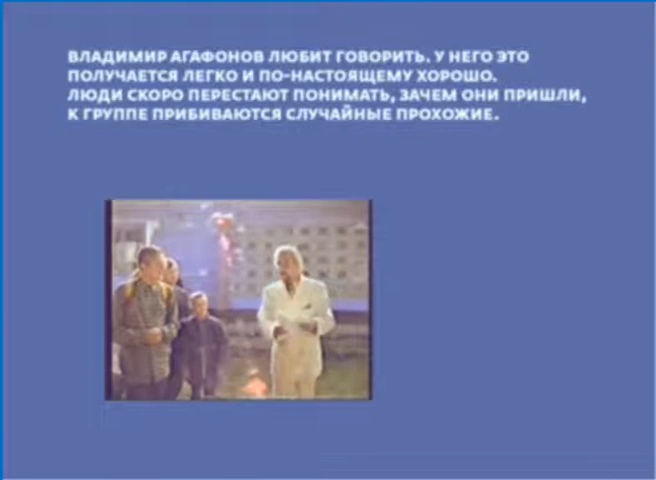 ВЛАДИМИР АГАФОНОВ ЛЮБИТ ГОВОРИТЬ. У НЕГО ЭТО
ПОЛУЧАЕТСЯ ЛЕГКО И ПО-НАСТОЯЩЕМУ ХОРОШО.
ЛЮДИ СКОРО ПЕРЕСТАЮТ ПОНИМАТЬ, ЗАЧЕМ ОНИ ПРИШЛИ,
К ГРУППЕ ПРИБИВАЮТСЯ СЛУЧАЙНЫЕ ПРОХОЖИЕ.